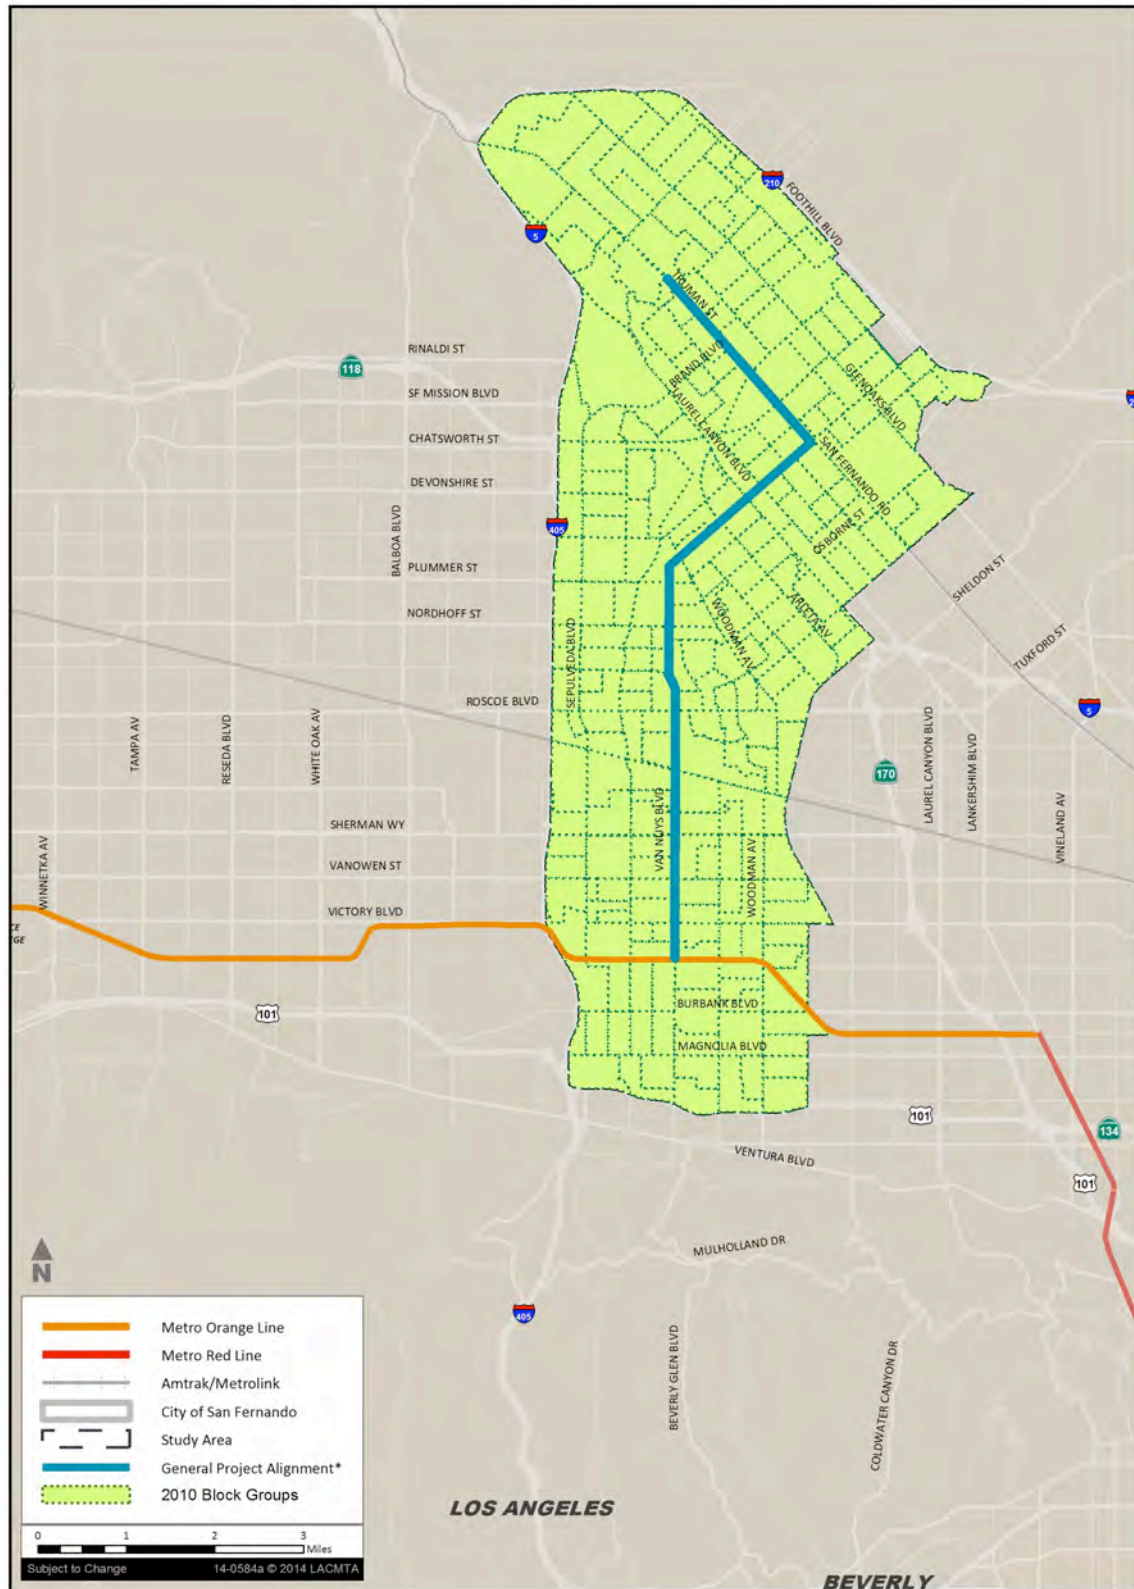 210
FOOTHILL BLVD
5
TRUMAN ST
RINALDI ST
118
BRAND BLVD
GLENOAKS BLVD
SF MISSION BLVD
LAUREL CANYON BLVD
CHATSWORTH ST
SAN FERNANDO RD
DEVONSHIRE ST
BALBOA BLVD
405
OSBORNE ST
PLUMMER ST
SHELDON ST
ARLETA AV
NORDHOFF ST
WOODMAN AV
SEPULVEDA BLVD
TUXFORD ST
ROSCOE BLVD
5
TAMPA AV
RESEDA BLVD
WHITE OAK AV
LAUREL CANYON BLVD
LANKERSHIM BLVD
170
VAN NUYS BLVD
SHERMAN WY
VINELAND AV
VANOWEN ST
WINNETKA AV
WOODMAN AV
VICTORY BLVD
CE
GE
101
BURBANK BLVD
MAGNOLIA BLVD
101
134
VENTURA BLVD
101
MULHOLLAND DR
N
405
BEVERLY GLEN BLVD
COLDWATER CANYON DR
Metro Orange Line
Metro Red Line
Amtrak/Metrolink
City of San Fernando
Study Area
General Project Alignment*
2010 Block Groups
0 1 2 3
Miles
Subject to Change 14-0584a © 2014 LACMTA
LOS ANGELES
BEVERLY